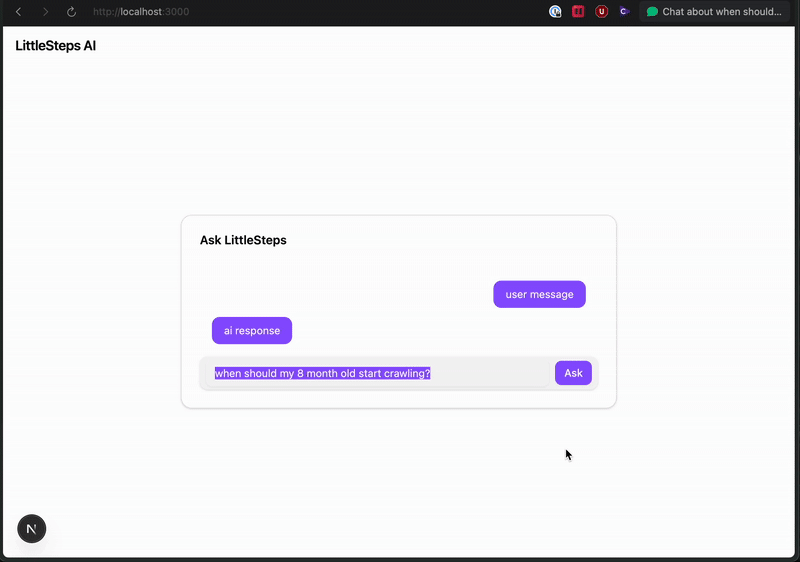 http://localhost:3000
Chat about when should...
LittleSteps AI
Ask LittleSteps
user message
ai response
when should my 8 month old start crawling?
Ask
N